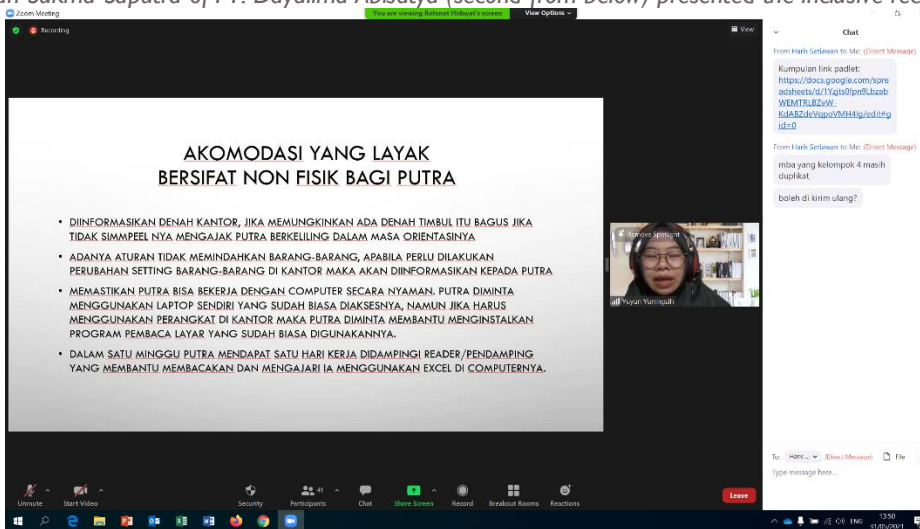 Sukma Saputra of PT. Dayalima Abisatya (second from below) presented the inclusive
Zoom Meeting
You are viewing Rahmat Hidayat's screen
View Options
Recording
View
AKOMODASI YANG LAYAK
BERSIFAT NON FISIK BAGI PUTRA
• DIINFORMASIKAN DENAH KANTOR, JIKA MEMUNGKINKAN ADA DENAH TIMBUL ITU BAGUS JIKA
TIDAK SIMMPEEL NYA MENGAJAK PUTRA BERKELILING DALAM MASA ORIENTASINYA
• ADANYA ATURAN TIDAK MEMINDAHKAN BARANG-BARANG, APABILA PERLU DILAKUKAN
PERUBAHAN SETTING BARANG-BARANG DI KANTOR MAKA AKAN DIINFORMASIKAN KEPADA PUTRA
• MEMASTIKAN PUTRA BISA BEKERJA DENGAN COMPUTER SECARA NYAMAN. PUTRA DIMINTA
MENGGUNAKAN LAPTOP SENDIRI YANG SUDAH BIASA DIAKSESNYA, NAMUN JIKA HARUS
MENGGUNAKAN PERANGKAT DI KANTOR MAKA PUTRA DIMINTA MEMBANTU MENGINSTALKAN
PROGRAM PEMBACA LAYAR YANG SUDAH BIASA DIGUNAKANNYA.
• DALAM SATU MINGGU PUTRA MENDAPAT SATU HARI KERJA DIDAMPINGI READER/PENDAMPING
YANG MEMBANTU MEMBACAKAN DAN MENGAJARI IA MENGGUNAKAN EXCEL DI COMPUTERNYA.
Remove Spotlight
Yuyun Yuningsih
Chat
From Haris Setiawan to Me: (Direct Message)
Kumpulan link padlet:
https://docs.google.com/spre
adsheets/d/1Yzjts0fpn9Lbzab
WEMTRLBZeW-
KdABZdeVqpoVMH4Ig/edit#g
id=0
From Haris Setiawan to Me: (Direct Message)
mba yang kelompok 4 masih
duplikat
boleh di kirim ulang?
To: Haris... (Direct Message) File
Type message here...
Unmute
Start Video
Security
Participants
41
Chat
Share Screen
Record
Breakout Rooms
Reactions
Leave
ENG
13:50
31/05/2021